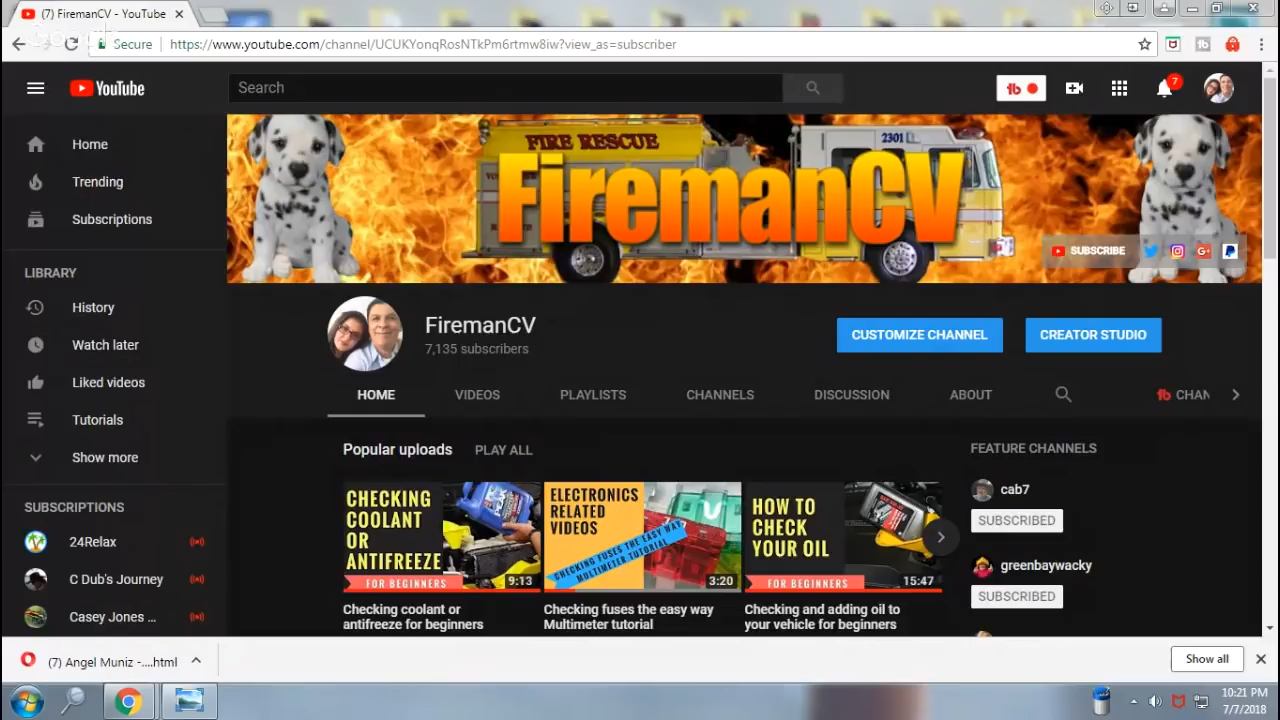 (7) FiremanCV - YouTube
Secure
https://www.youtube.com/channel/UCUKYonqRosNTkPm6rtmw8iw?view_as=subscriber
YouTube
Search
7
Home
Trending
Subscriptions
LIBRARY
History
Watch later
Liked videos
Tutorials
Show more
SUBSCRIPTIONS
24Relax
C Dub's Journey
Casey Jones ...
FIRE RESCUE
2301
FiremanCV
SUBSCRIBE
FiremanCV
7,135 subscribers
CUSTOMIZE CHANNEL
CREATOR STUDIO
HOME
VIDEOS
PLAYLISTS
CHANNELS
DISCUSSION
ABOUT
CHAN
Popular uploads
PLAY ALL
CHECKING
COOLANT
OR
ANTIFREEZE
FOR BEGINNERS
9:13
Checking coolant or
antifreeze for beginners
ELECTRONICS
RELATED
VIDEOS
CHECKING FUSES THE EASY WAY
MULTIMETER TUTORIAL
3:20
Checking fuses the easy way
Multimeter tutorial
HOW TO
CHECK
YOUR OIL
FOR BEGINNERS
15:47
Checking and adding oil to
your vehicle for beginners
FEATURE CHANNELS
cab7
SUBSCRIBED
greenbaywacky
SUBSCRIBED
(7) Angel Muniz -....html
Show all
10:21 PM
7/7/2018